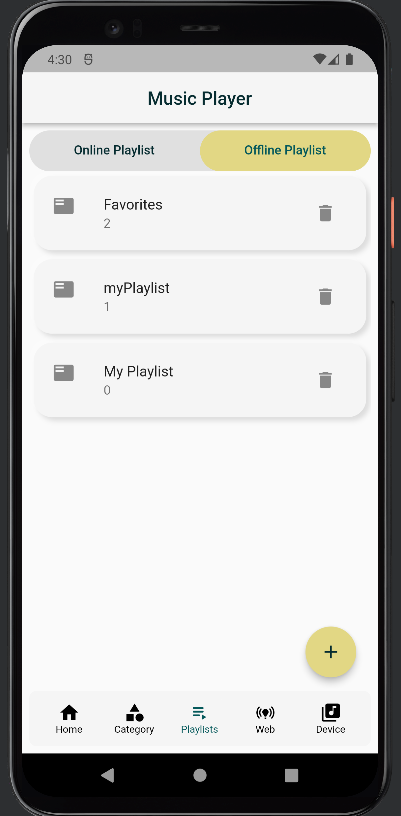 4:30
Music Player
Online Playlist
Offline Playlist
Favorites
2
myPlaylist
1
My Playlist
0
Home
Category
Playlists
Web
Device